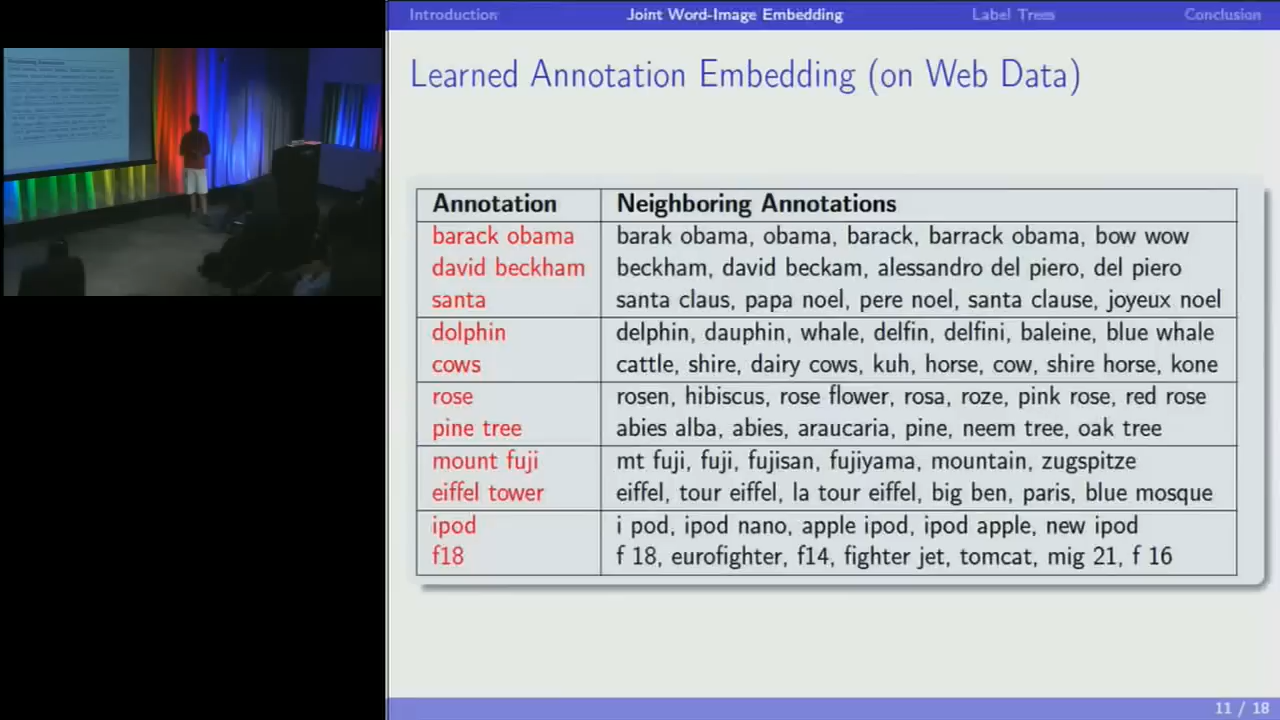 Introduction Joint Word-Image Embedding Label Trees Conclusion
Learned Annotation Embedding (on Web Data)
Annotation Neighboring Annotations
barack obama barak obama, obama, barack, barrack obama, bow wow
david beckham beckham, david beckam, alessandro del piero, del piero
santa santa claus, papa noel, pere noel, santa clause, joyeux noel
dolphin delphin, dauphin, whale, delfin, delfini, baleine, blue whale
cows cattle, shire, dairy cows, kuh, horse, cow, shire horse, kone
rose rosen, hibiscus, rose flower, rosa, roze, pink rose, red rose
pine tree abies alba, abies, araucaria, pine, neem tree, oak tree
mount fuji mt fuji, fuji, fujisan, fujiyama, mountain, zugspitze
eiffel tower eiffel, tour eiffel, la tour eiffel, big ben, paris, blue mosque
ipod i pod, ipod nano, apple ipod, ipod apple, new ipod
f18 f 18, eurofighter, f14, fighter jet, tomcat, mig 21, f 16
11 / 18